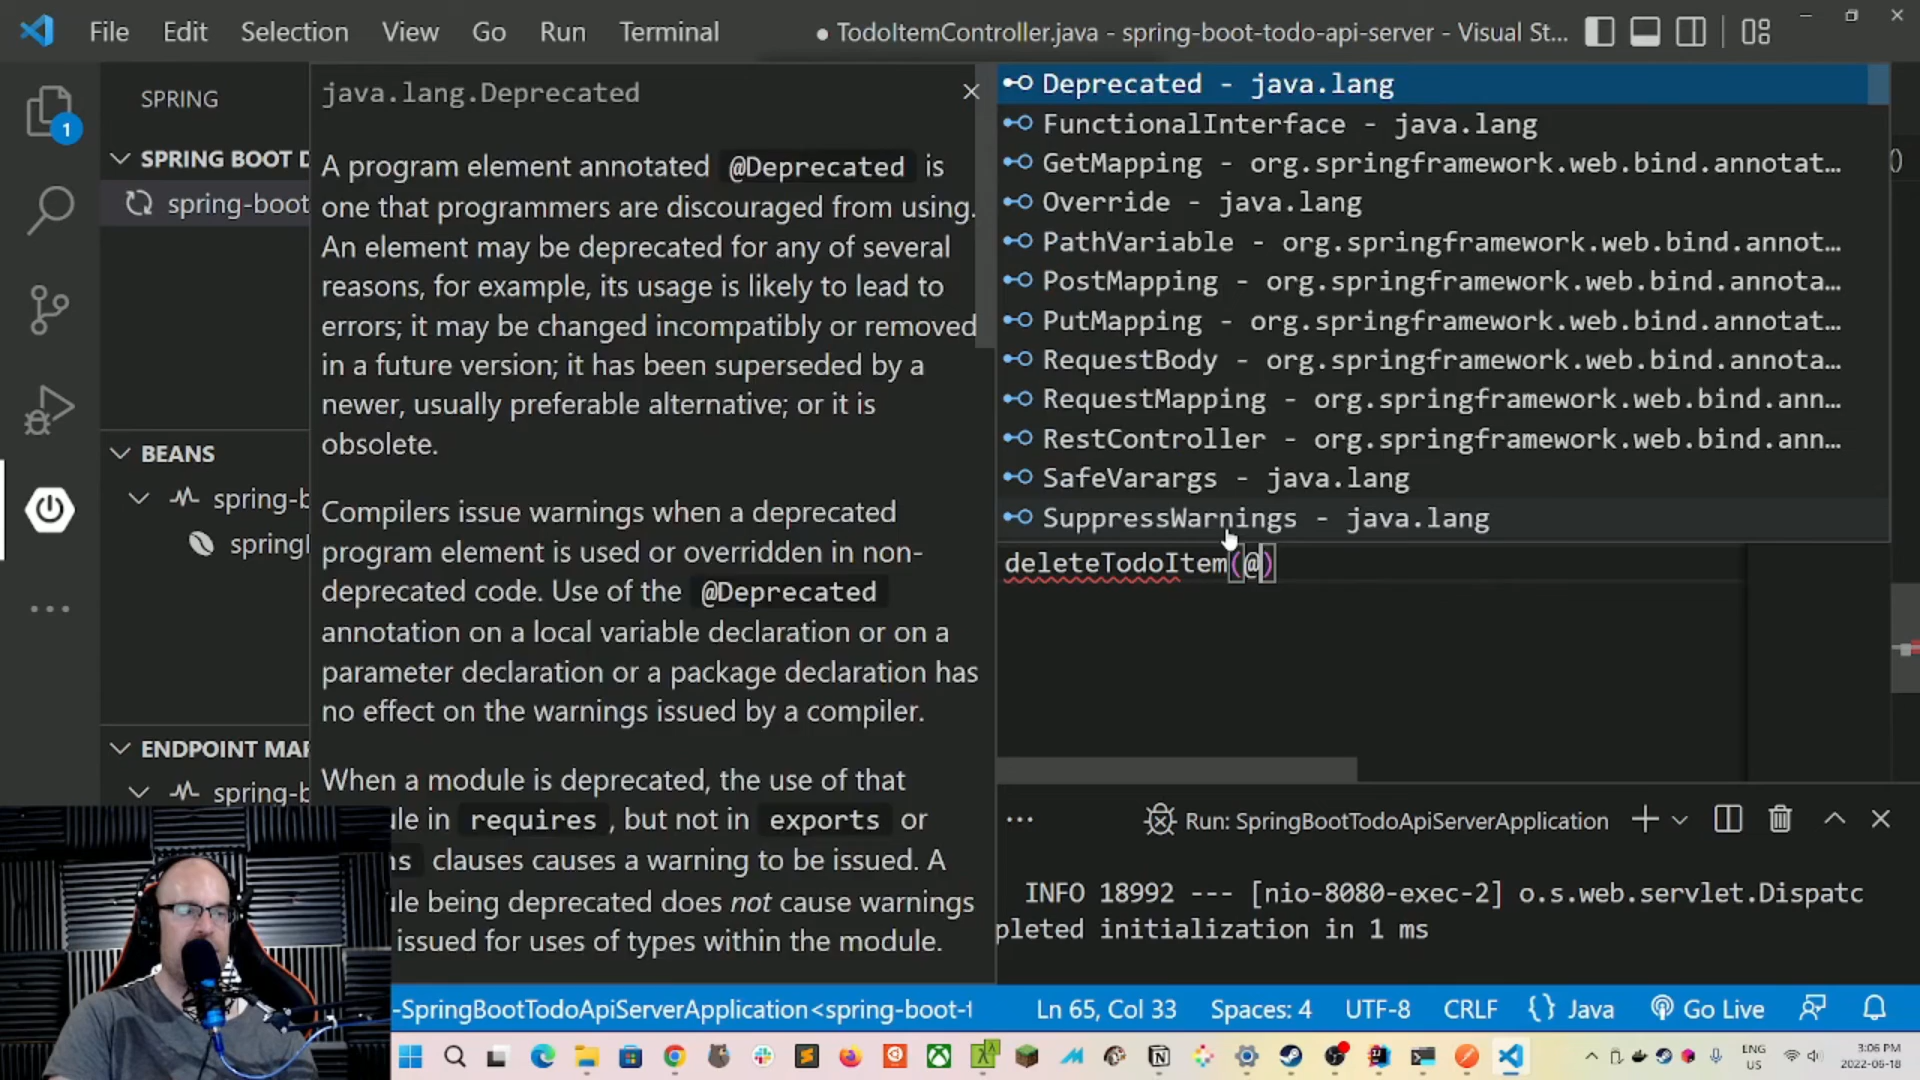 File Edit Selection View Go Run Terminal
● TodoItemController.java - spring-boot-todo-api-server - Visual St...
1
SPRING
SPRING BOOT D
spring-boot
BEANS
spring-b
spring
ENDPOINT MA
spring-b
java.lang.Deprecated
A program element annotated @Deprecated is
one that programmers are discouraged from using.
An element may be deprecated for any of several
reasons, for example, its usage is likely to lead to
errors; it may be changed incompatibly or removed
in a future version; it has been superseded by a
newer, usually preferable alternative; or it is
obsolete.
Compilers issue warnings when a deprecated
program element is used or overridden in non-
deprecated code. Use of the @Deprecated
annotation on a local variable declaration or on a
parameter declaration or a package declaration has
no effect on the warnings issued by a compiler.
When a module is deprecated, the use of that
ule in requires , but not in exports or
ns clauses causes a warning to be issued. A
ule being deprecated does not cause warnings
issued for uses of types within the module.
Deprecated - java.lang
FunctionalInterface - java.lang
GetMapping - org.springframework.web.bind.annotat...
Override - java.lang
PathVariable - org.springframework.web.bind.annot...
PostMapping - org.springframework.web.bind.annota...
PutMapping - org.springframework.web.bind.annotat...
RequestBody - org.springframework.web.bind.annota...
RequestMapping - org.springframework.web.bind.ann...
RestController - org.springframework.web.bind.ann...
SafeVarargs - java.lang
SuppressWarnings - java.lang
()
deleteTodoItem(@)
Run: SpringBootTodoApiServerApplication
INFO 18992 --- [nio-8080-exec-2] o.s.web.servlet.Dispatc
pleted initialization in 1 ms
-SpringBootTodoApiServerApplication<spring-boot-t
Ln 65, Col 33 Spaces: 4 UTF-8 CRLF {} Java Go Live
ENG
US
3:06 PM
2022-06-18